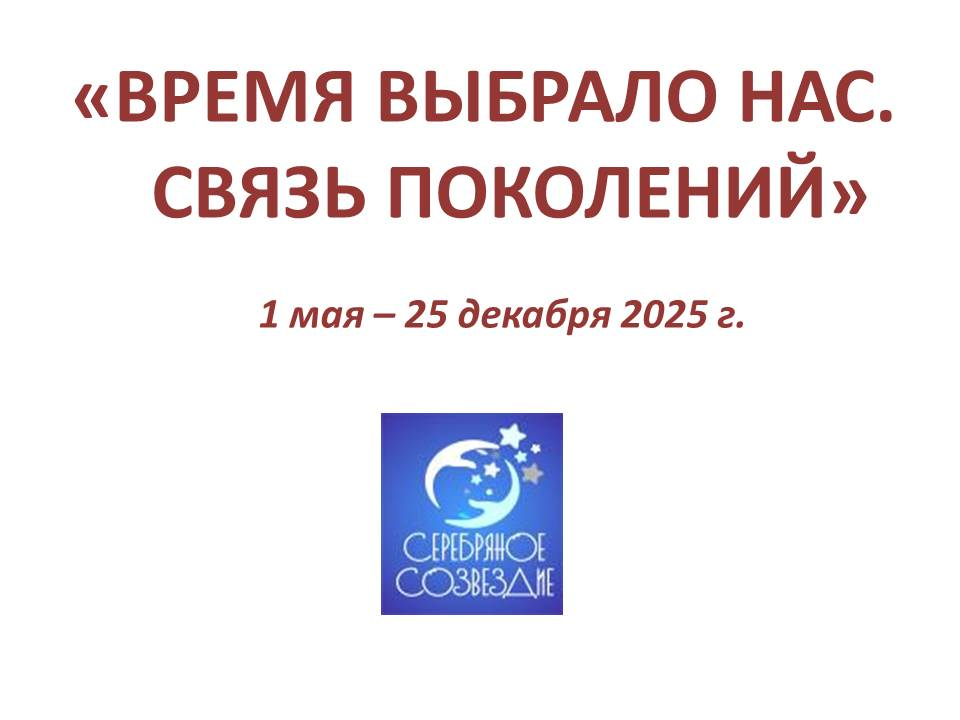 «ВРЕМЯ ВЫБРАЛО НАС.
СВЯЗЬ ПОКОЛЕНИЙ»
1 мая – 25 декабря 2025 г.
СЕРЕБРЯНОЕ
СОЗВЕЗДИЕ